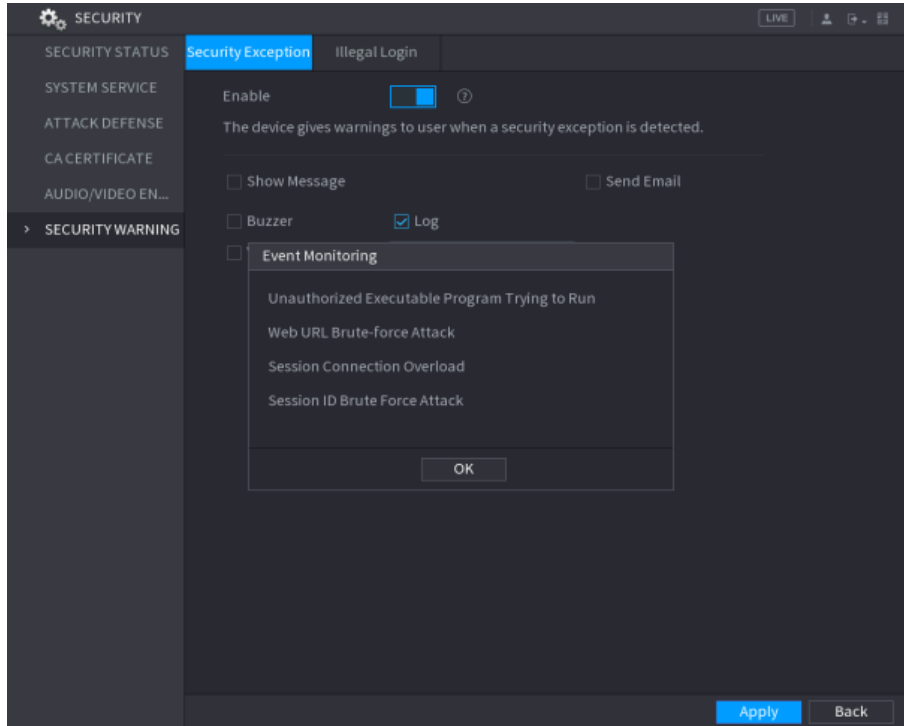 SECURITY
LIVE
SECURITY STATUS
Security Exception
Illegal Login
SYSTEM SERVICE
Enable
ATTACK DEFENSE
The device gives warnings to user when a security exception is detected.
CA CERTIFICATE
Show Message
Send Email
AUDIO/VIDEO EN...
Buzzer
Log
SECURITY WARNING
Event Monitoring
Unauthorized Executable Program Trying to Run
Web URL Brute-force Attack
Session Connection Overload
Session ID Brute Force Attack
OK
Apply
Back